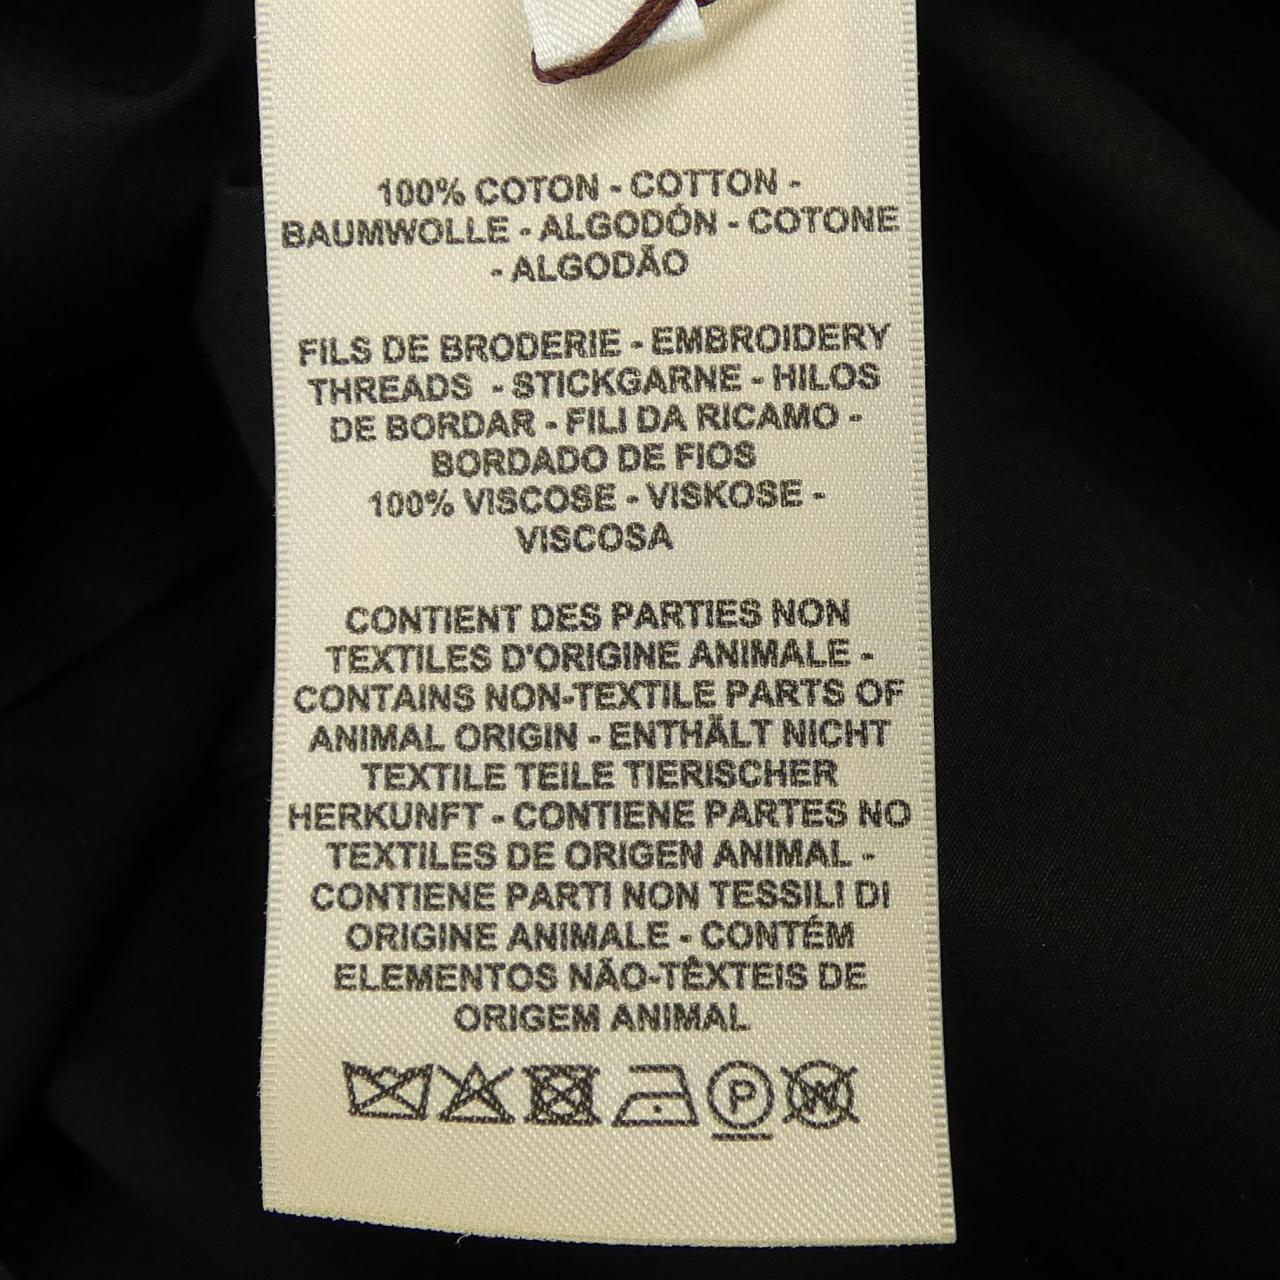 100% COTON - COTTON -
BAUMWOLLE - ALGODÓN - COTONE
- ALGODÃO
FILS DE BRODERIE - EMBROIDERY
THREADS - STICKGARNE - HILOS
DE BORDAR - FILI DA RICAMO -
BORDADO DE FIOS
100% VISCOSE - VISKOSE -
VISCOSA
CONTIENT DES PARTIES NON
TEXTILES D'ORIGINE ANIMALE -
CONTAINS NON-TEXTILE PARTS OF
ANIMAL ORIGIN - ENTHÄLT NICHT
TEXTILE TEILE TIERISCHER
HERKUNFT - CONTIENE PARTES NO
TEXTILES DE ORIGEN ANIMAL -
CONTIENE PARTI NON TESSILI DI
ORIGINE ANIMALE - CONTÉM
ELEMENTOS NÃO-TÊXTEIS DE
ORIGEM ANIMAL
P W